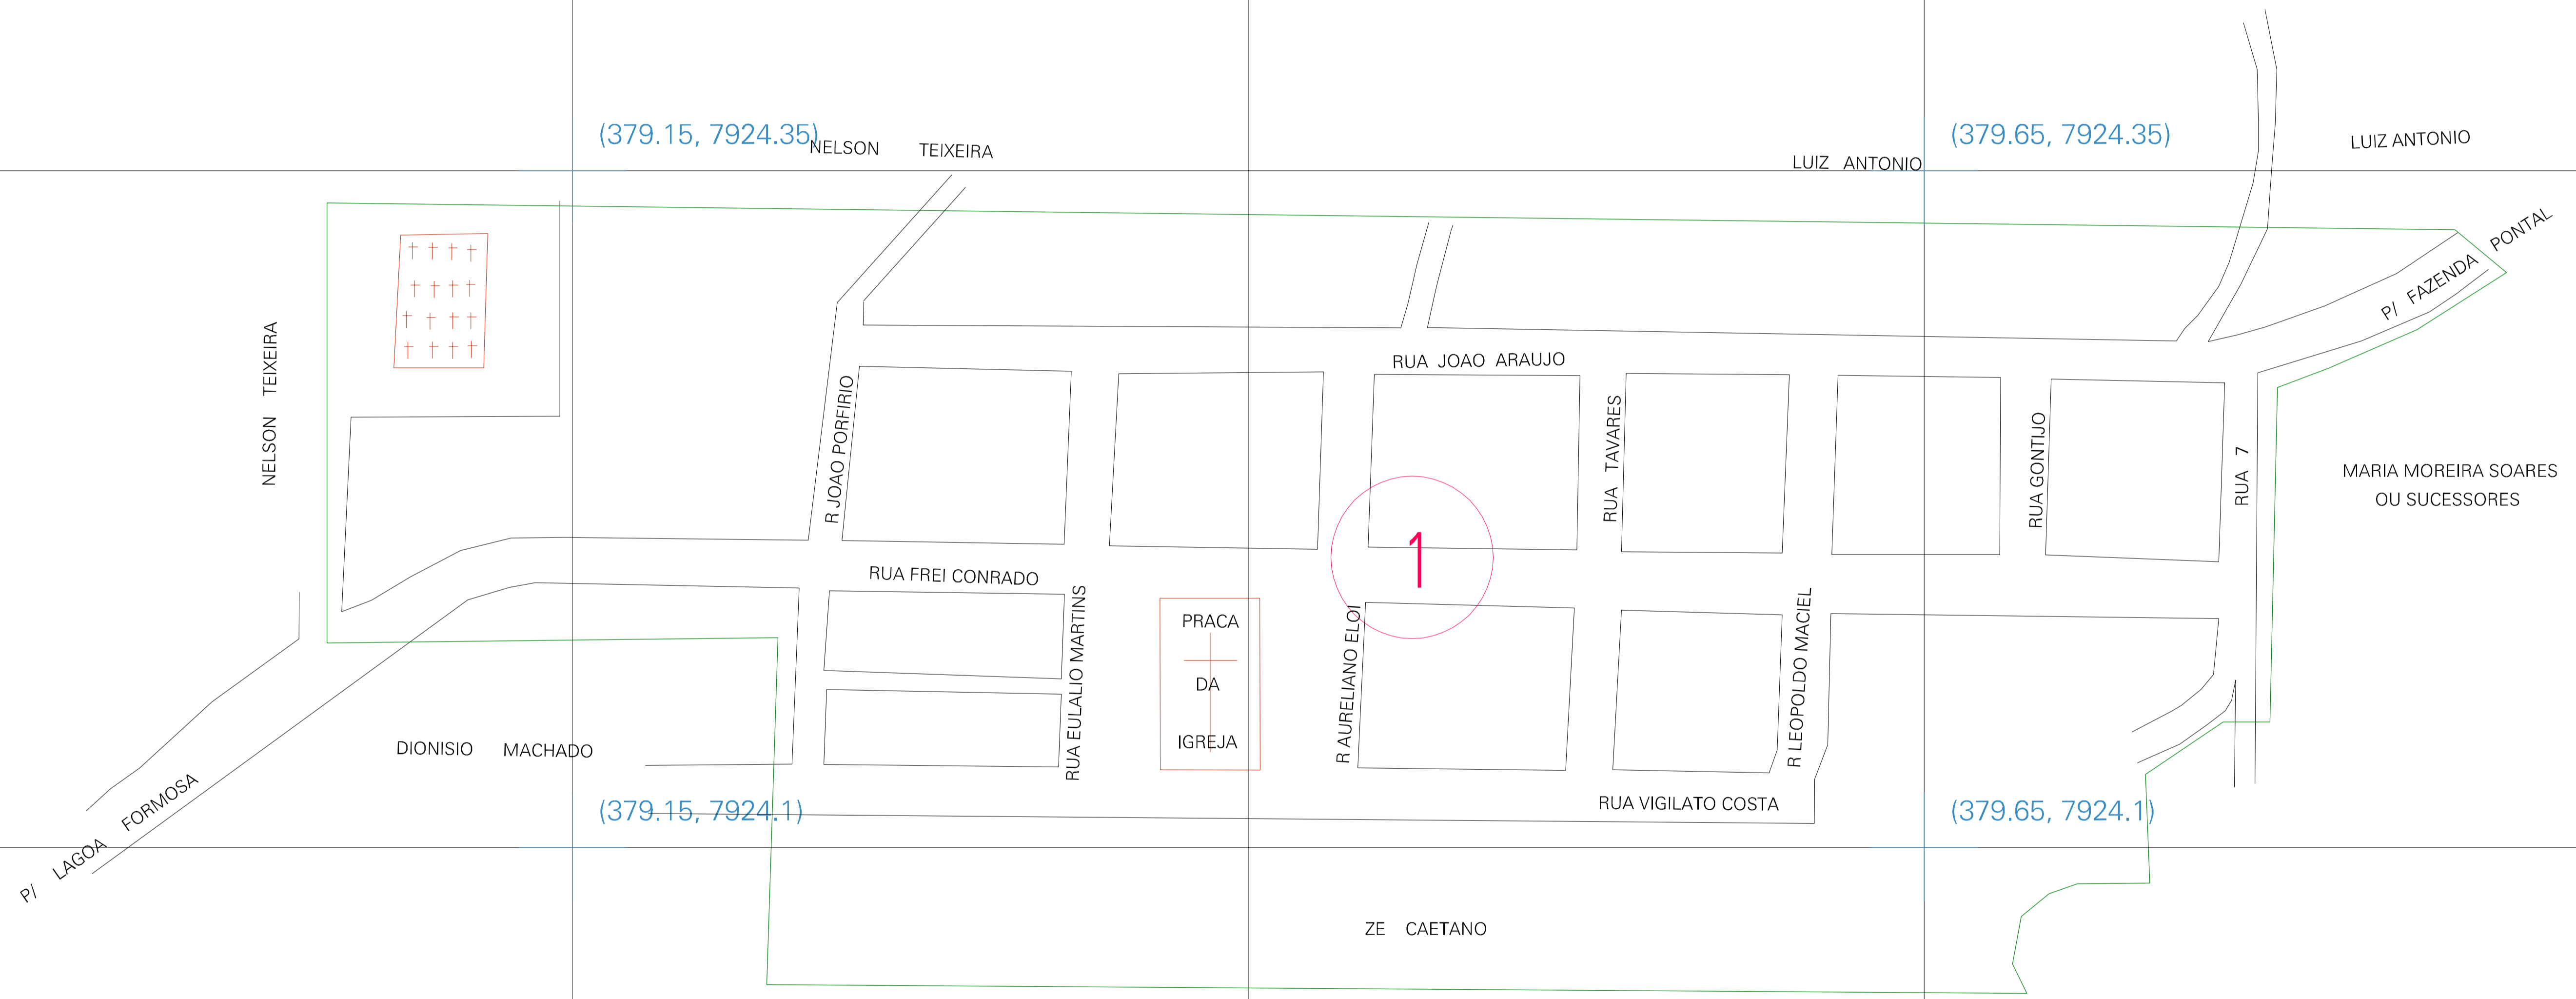 (379.15, 7924.35)
NELSON TEIXEIRA
(379.65, 7924.35)
LUIZ ANTONIO
LUIZ ANTONIO
P/ FAZENDA PONTAL
NELSON TEIXEIRA
RUA JOAO ARAUJO
R JOAO PORFIRIO
RUA TAVARES
RUA GONTIJO
RUA 7
MARIA MOREIRA SOARES
OU SUCESSORES
1
RUA FREI CONRADO
RUA EULALIO MARTINS
PRACA
DA
IGREJA
R AURELIANO ELOI
R LEOPOLDO MACIEL
DIONISIO MACHADO
P/ LAGOA FORMOSA
(379.15, 7924.1)
RUA VIGILATO COSTA
(379.65, 7924.1)
ZE CAETANO